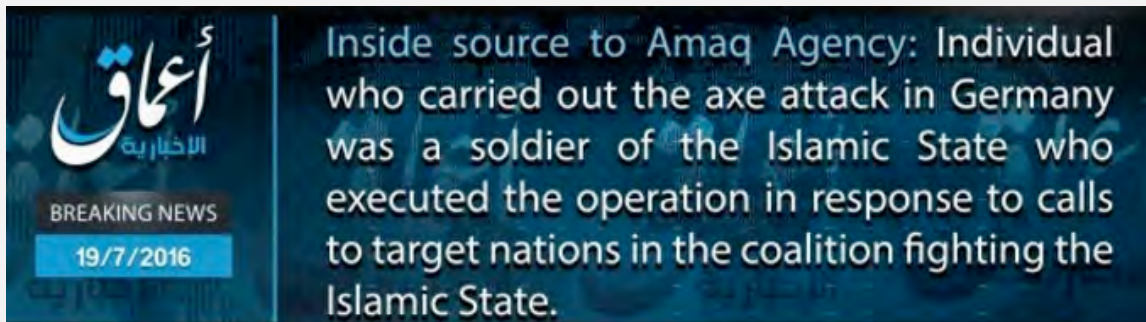 أعماق
الإخبارية
BREAKING NEWS
19/7/2016
Inside source to Amaq Agency: Individual
who carried out the axe attack in Germany
was a soldier of the Islamic State who
executed the operation in response to calls
to target nations in the coalition fighting the
Islamic State.